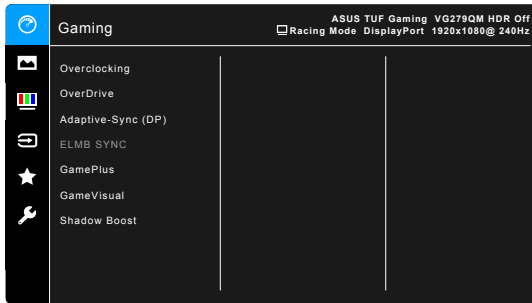 Gaming
ASUS TUF Gaming VG279QM HDR Off
Racing Mode DisplayPort 1920x1080@ 240Hz
Overclocking
OverDrive
Adaptive-Sync (DP)
ELMB SYNC
GamePlus
GameVisual
Shadow Boost